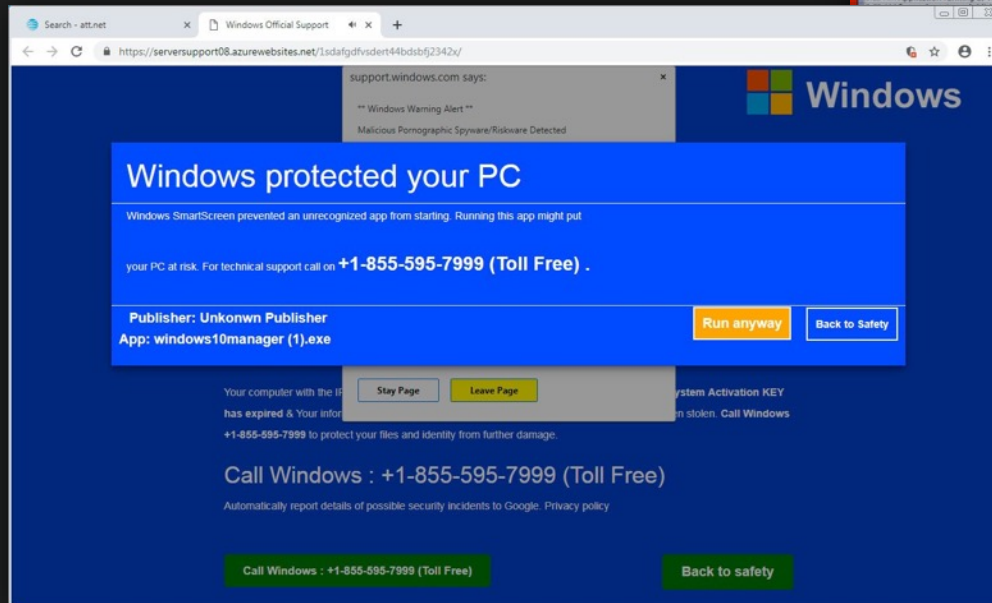 Search - att.net
Windows Official Support
https://serversupport08.azurewebsites.net/1sdafgdfvsdert44bdsbfj2342x/
support.windows.com says:
** Windows Warning Alert **
Malicious Pornographic Spyware/Riskware Detected
Windows
Windows protected your PC
Windows SmartScreen prevented an unrecognized app from starting. Running this app might put
your PC at risk. For technical support call on +1-855-595-7999 (Toll Free) .
Publisher: Unkonwn Publisher
App: windows10manager (1).exe
Run anyway
Back to Safety
Stay Page
Leave Page
Your computer with the IP
ystem Activation KEY
has expired & Your infor
en stolen. Call Windows
+1-855-595-7999 to protect your files and identity from further damage.
Call Windows : +1-855-595-7999 (Toll Free)
Automatically report details of possible security incidents to Google. Privacy policy
Call Windows : +1-855-595-7999 (Toll Free)
Back to safety